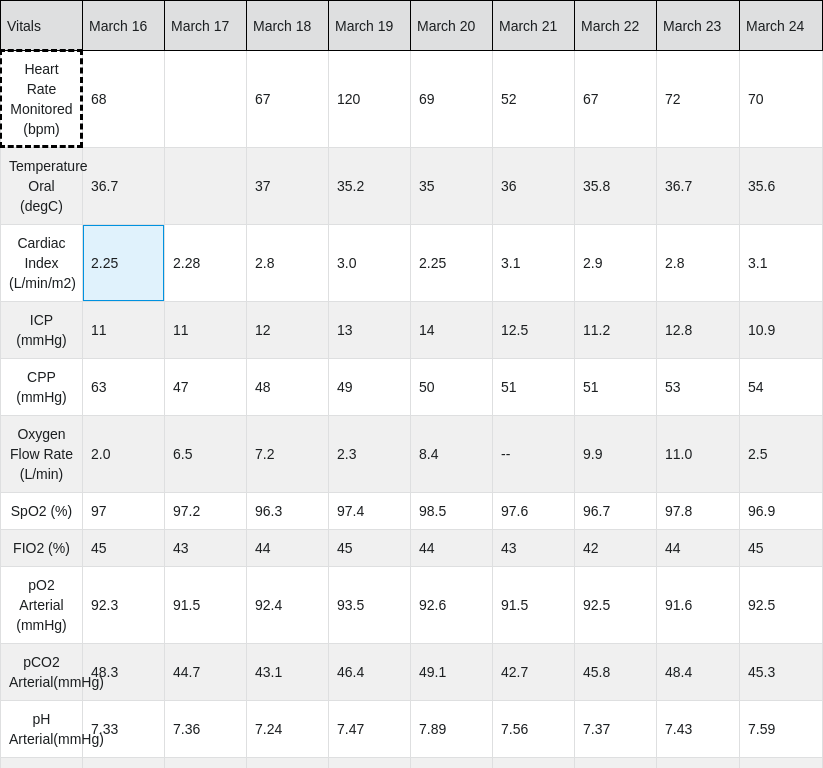 Vitals March 16 March 17 March 18 March 19 March 20 March 21 March 22 March 23 March 24
Heart
Rate
Monitored
(bpm)
68 67 120 69 52 67 72 70
Temperature
Oral
(degC)
36.7 37 35.2 35 36 35.8 36.7 35.6
Cardiac
Index
(L/min/m2)
2.25 2.28 2.8 3.0 2.25 3.1 2.9 2.8 3.1
ICP
(mmHg)
11 11 12 13 14 12.5 11.2 12.8 10.9
CPP
(mmHg)
63 47 48 49 50 51 51 53 54
Oxygen
Flow Rate
(L/min)
2.0 6.5 7.2 2.3 8.4 -- 9.9 11.0 2.5
SpO2 (%) 97 97.2 96.3 97.4 98.5 97.6 96.7 97.8 96.9
FIO2 (%) 45 43 44 45 44 43 42 44 45
pO2
Arterial
(mmHg)
92.3 91.5 92.4 93.5 92.6 91.5 92.5 91.6 92.5
pCO2
Arterial(mmHg)
48.3 44.7 43.1 46.4 49.1 42.7 45.8 48.4 45.3
pH
Arterial(mmHg)
7.33 7.36 7.24 7.47 7.89 7.56 7.37 7.43 7.59